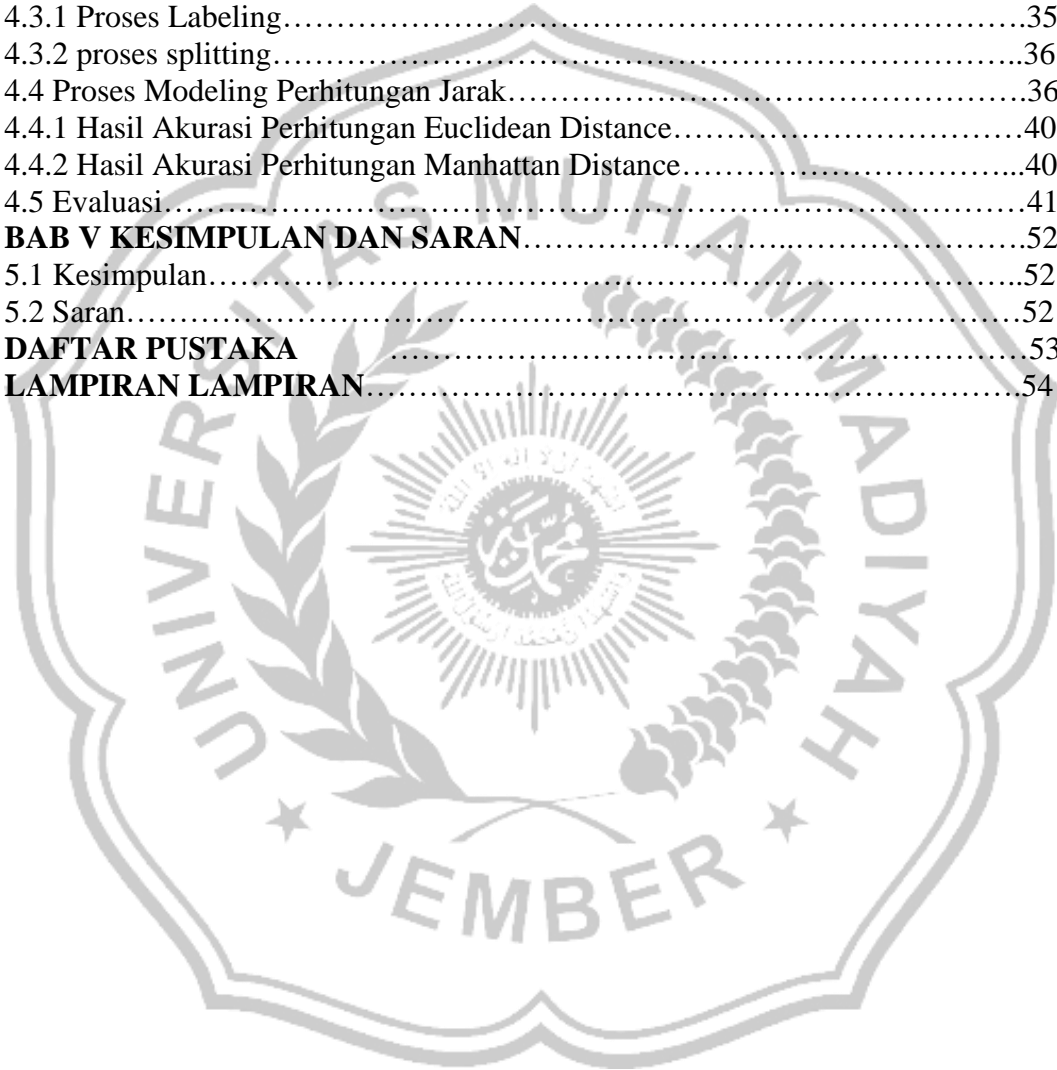 4.3.1 Proses Labeling……………………………………………………………….35
4.3.2 proses splitting………………………………………………………………..36
4.4 Proses Modeling Perhitungan Jarak……………………………………………….36
4.4.1 Hasil Akurasi Perhitungan Euclidean Distance……………………………40
4.4.2 Hasil Akurasi Perhitungan Manhattan Distance…………………………...40
4.5 Evaluasi……………………………………………………………………………41
BAB V KESIMPULAN DAN SARAN…………………….……………………52
5.1 Kesimpulan………………………………………………………………………..52
5.2 Saran………………………………………………………………………………52
DAFTAR PUSTAKA ……………………………………………………….53
LAMPIRAN LAMPIRAN……………………………………………………….54
UNIVERSITAS MUHAMMADIYAH
JEMBER